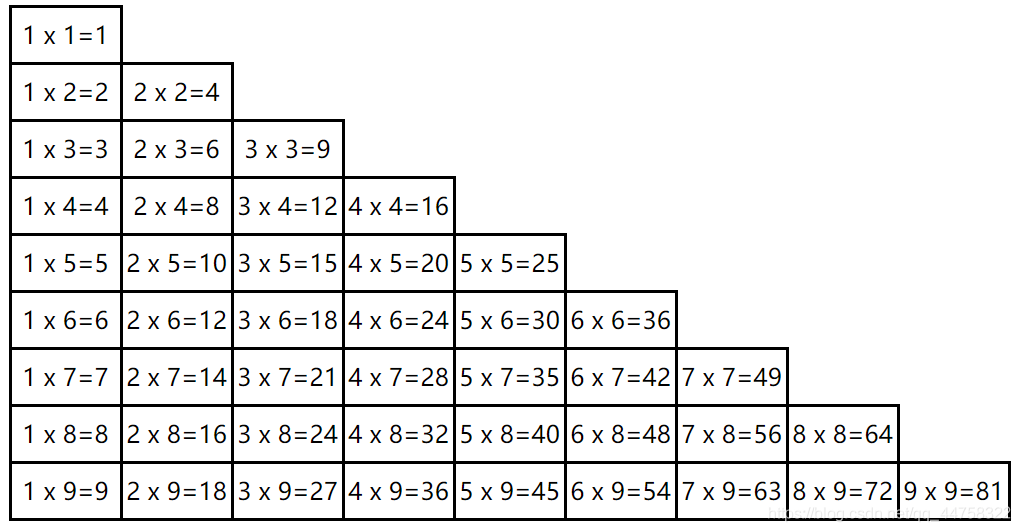 1 x 1=1
1 x 2=2 2 x 2=4
1 x 3=3 2 x 3=6 3 x 3=9
1 x 4=4 2 x 4=8 3 x 4=12 4 x 4=16
1 x 5=5 2 x 5=10 3 x 5=15 4 x 5=20 5 x 5=25
1 x 6=6 2 x 6=12 3 x 6=18 4 x 6=24 5 x 6=30 6 x 6=36
1 x 7=7 2 x 7=14 3 x 7=21 4 x 7=28 5 x 7=35 6 x 7=42 7 x 7=49
1 x 8=8 2 x 8=16 3 x 8=24 4 x 8=32 5 x 8=40 6 x 8=48 7 x 8=56 8 x 8=64
1 x 9=9 2 x 9=18 3 x 9=27 4 x 9=36 5 x 9=45 6 x 9=54 7 x 9=63 8 x 9=72 9 x 9=81
https://blog.csdn.net/qq_44758322